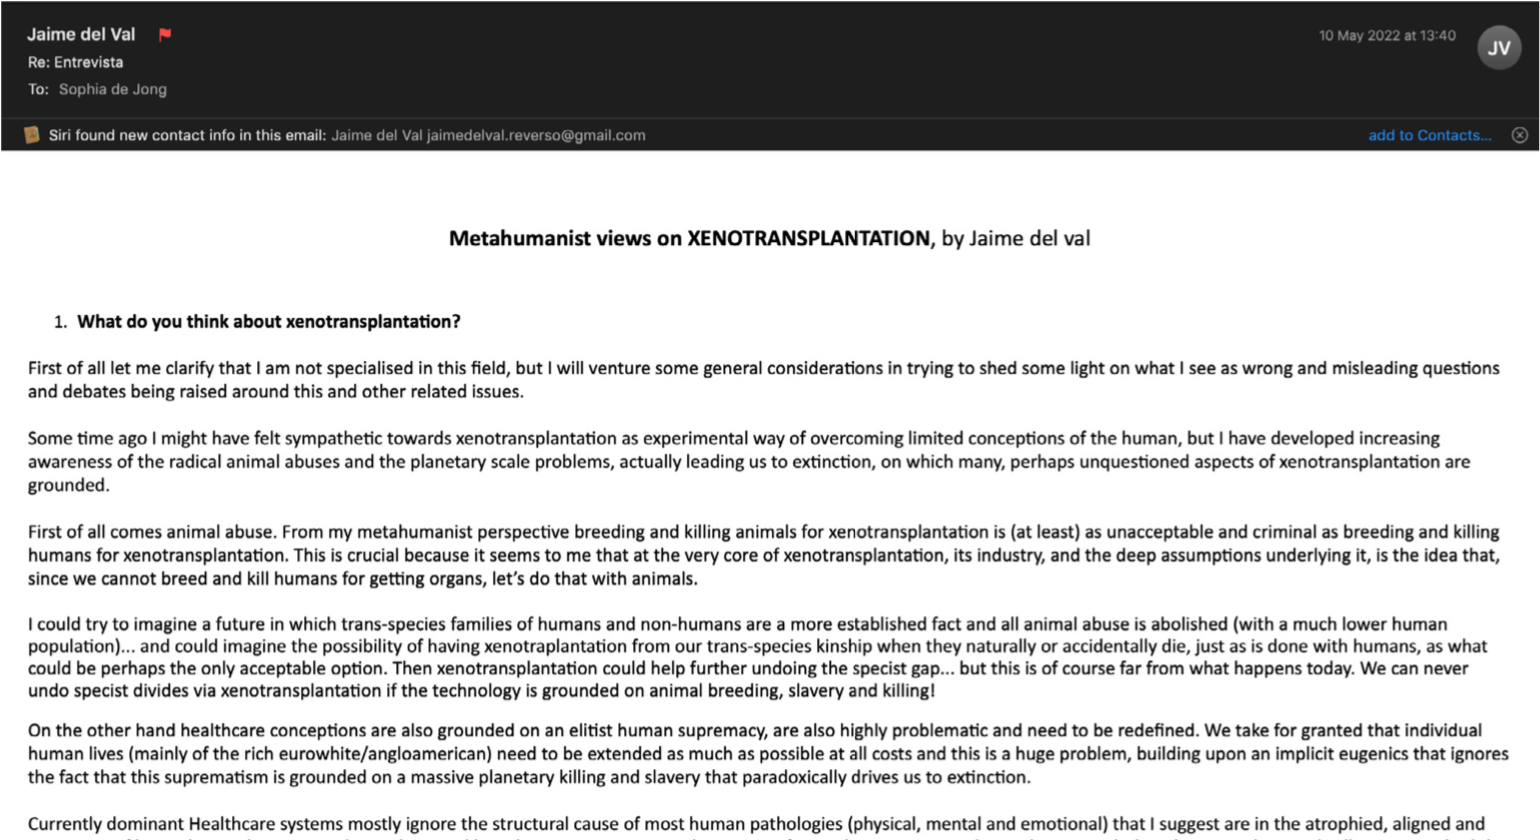 Jaime del Val
10 May 2022 at 13:40
JV
Re: Entrevista
To: Sophia de Jong
Siri found new contact info in this email: Jaime del Val jaimedelval.reverso@gmail.com
add to Contacts...
Metahumanist views on XENOTRANSPLANTATION, by Jaime del val
1. What do you think about xenotransplantation?
First of all let me clarify that I am not specialised in this field, but I will venture some general considerations in trying to shed some light on what I see as wrong and misleading questions
and debates being raised around this and other related issues.
Some time ago I might have felt sympathetic towards xenotransplantation as experimental way of overcoming limited conceptions of the human, but I have developed increasing
awareness of the radical animal abuses and the planetary scale problems, actually leading us to extinction, on which many, perhaps unquestioned aspects of xenotransplantation are
grounded.
First of all comes animal abuse. From my metahumanist perspective breeding and killing animals for xenotransplantation is (at least) as unacceptable and criminal as breeding and killing
humans for xenotransplantation. This is crucial because it seems to me that at the very core of xenotransplantation, its industry, and the deep assumptions underlying it, is the idea that,
since we cannot breed and kill humans for getting organs, let's do that with animals.
I could try to imagine a future in which trans-species families of humans and non-humans are a more established fact and all animal abuse is abolished (with a much lower human
population)... and could imagine the possibility of having xenotraplantation from our trans-species kinship when they naturally or accidentally die, just as is done with humans, as what
could be perhaps the only acceptable option. Then xenotransplantation could help further undoing the specist gap... but this is of course far from what happens today. We can never
undo specist divides via xenotransplantation if the technology is grounded on animal breeding, slavery and killing!
On the other hand healthcare conceptions are also grounded on an elitist human supremacy, are also highly problematic and need to be redefined. We take for granted that individual
human lives (mainly of the rich eurowhite/angloamerican) need to be extended as much as possible at all costs and this is a huge problem, building upon an implicit eugenics that ignores
the fact that this suprematism is grounded on a massive planetary killing and slavery that paradoxically drives us to extinction.
Currently dominant Healthcare systems mostly ignore the structural cause of most human pathologies (physical, mental and emotional) that I suggest are in the atrophied, aligned and